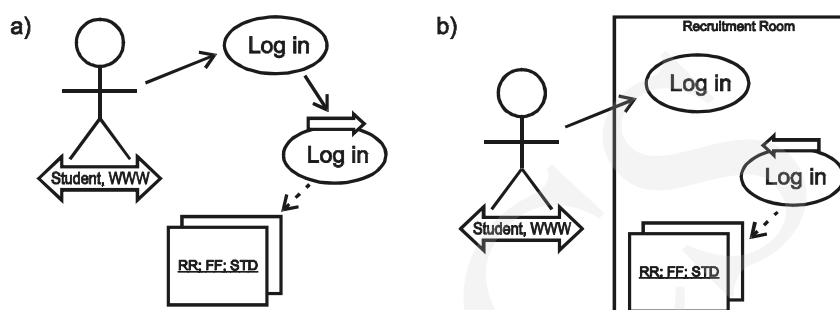 a)
Log in
Log in
Student, WWW
RR; FF; STD
b)
Recruitment Room
Log in
Log in
Student, WWW
RR; FF; STD